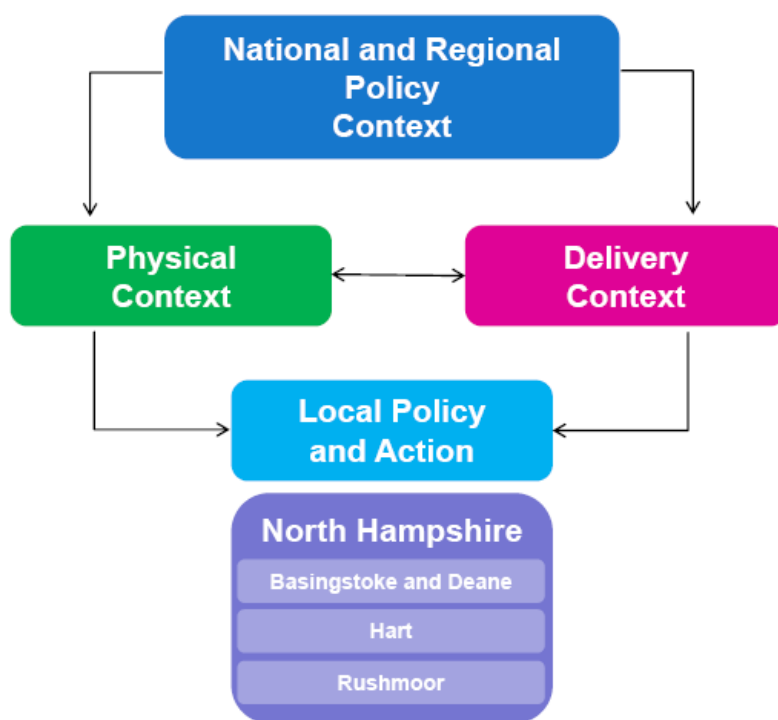 National and Regional
Policy
Context
Physical
Context
Delivery
Context
Local Policy
and Action
North Hampshire
Basingstoke and Deane
Hart
Rushmoor